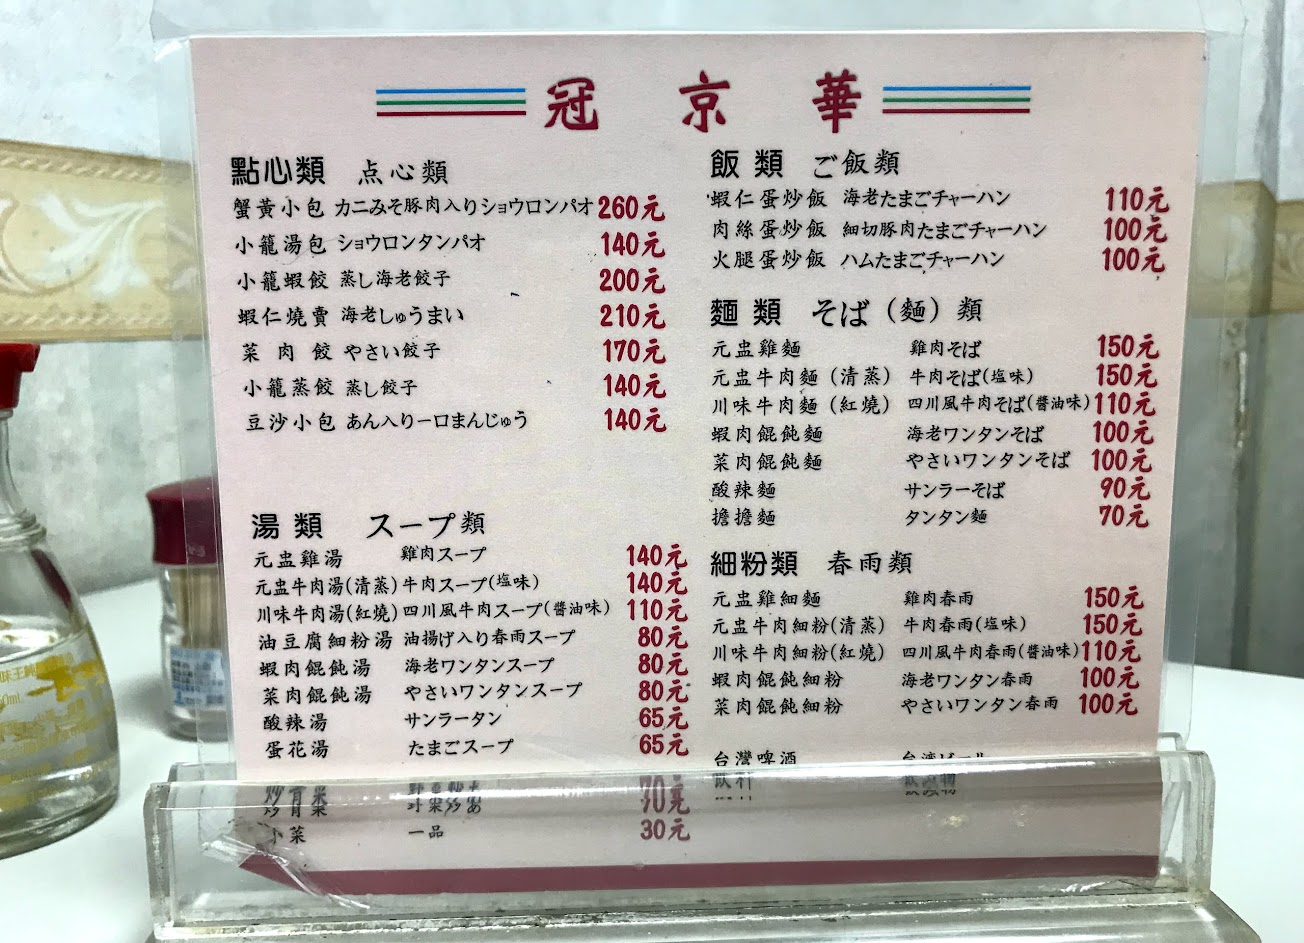 冠京華
點心類 点心類
蟹黃小包 カニみそ豚肉入りショウロンパオ 260元
小籠湯包 ショウロンタンパオ 140元
小籠蝦餃 蒸し海老餃子 200元
蝦仁燒賣 海老しゅうまい 210元
菜肉餃 やさい餃子 170元
小籠蒸餃 蒸し餃子 140元
豆沙小包 あん入り一口まんじゅう 140元
湯類 スープ類
元盅雞湯 雞肉スープ 140元
元盅牛肉湯(清蒸) 牛肉スープ(塩味) 140元
川味牛肉湯(紅燒) 四川風牛肉スープ(醬油味) 110元
油豆腐細粉湯 油揚げ入り春雨スープ 80元
蝦肉餛飩湯 海老ワンタンスープ 80元
菜肉餛飩湯 やさいワンタンスープ 80元
酸辣湯 サンラータン 65元
蛋花湯 たまごスープ 65元
炒青菜 70元
小菜 一品 30元
飯類 ご飯類
蝦仁蛋炒飯 海老たまごチャーハン 110元
肉絲蛋炒飯 細切豚肉たまごチャーハン 100元
火腿蛋炒飯 ハムたまごチャーハン 100元
麵類 そば(麵)類
元盅雞麵 雞肉そば 150元
元盅牛肉麵(清蒸) 牛肉そば(塩味) 150元
川味牛肉麵(紅燒) 四川風牛肉そば(醬油味) 110元
蝦肉餛飩麵 海老ワンタンそば 100元
菜肉餛飩麵 やさいワンタンそば 100元
酸辣麵 サンラーそば 90元
擔擔麵 タンタン麵 70元
細粉類 春雨類
元盅雞細麵 雞肉春雨 150元
元盅牛肉細粉(清蒸) 牛肉春雨(塩味) 150元
川味牛肉細粉(紅燒) 四川風牛肉春雨(醬油味) 110元
蝦肉餛飩細粉 海老ワンタン春雨 100元
菜肉餛飩細粉 やさいワンタン春雨 100元
台灣啤酒 台湾ビール
飲料 飲み物